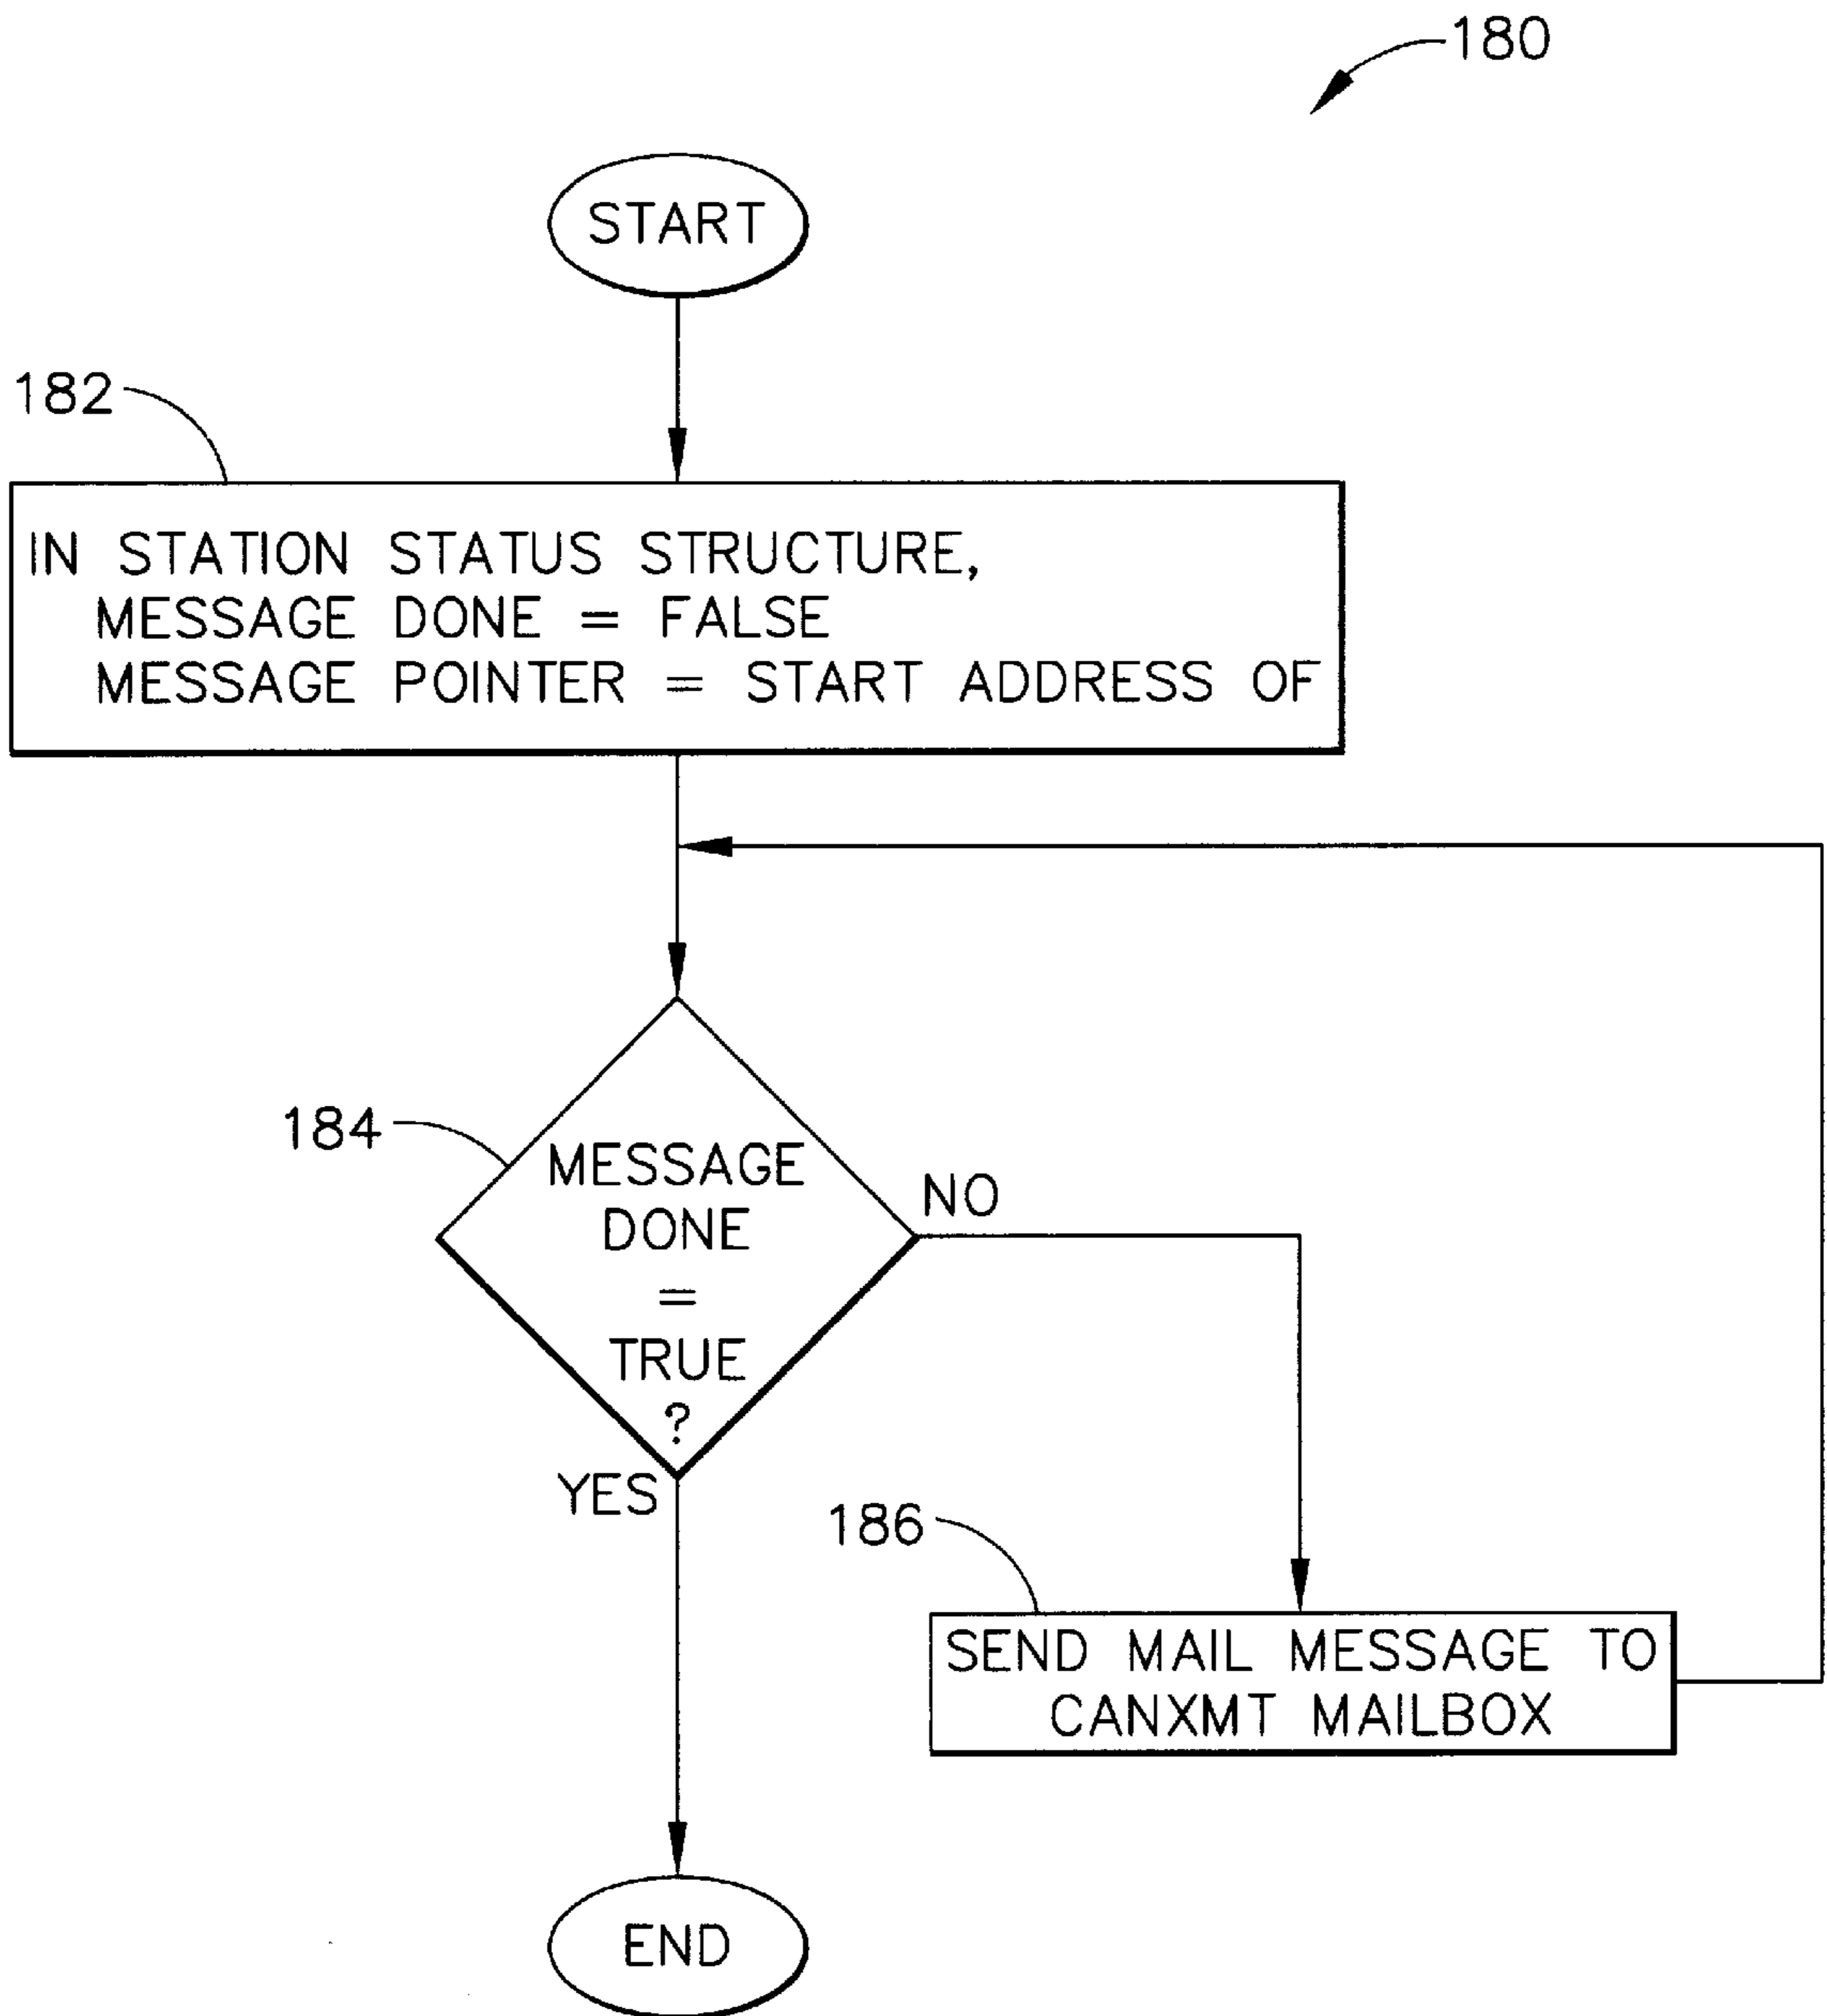 180
START
182
IN STATION STATUS STRUCTURE,
MESSAGE DONE = FALSE
MESSAGE POINTER = START ADDRESS OF
184
MESSAGE
DONE
=
TRUE
?
NO
YES
186
SEND MAIL MESSAGE TO
CANXMT MAILBOX
END